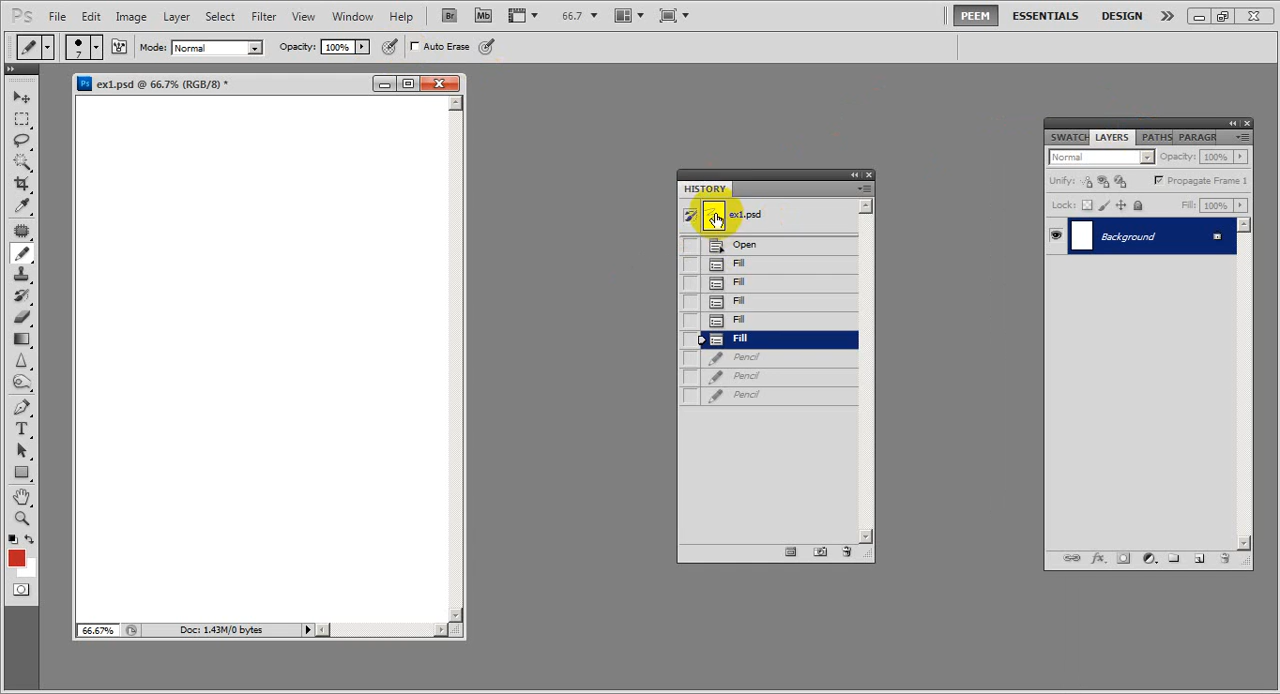 Ps File Edit Image Layer Select Filter View Window Help Br Mb 66.7 PEEM ESSENTIALS DESIGN
7 Mode: Normal Opacity: 100% Auto Erase
Ps ex1.psd @ 66.7% (RGB/8) *
HISTORY
ex1.psd
Open
Fill
Fill
Fill
Fill
Fill
Pencil
Pencil
Pencil
SWATCH LAYERS PATHS PARAGR
Normal Opacity: 100%
Unify: Propagate Frame 1
Lock: Fill: 100%
Background
T
fx
66.67% Doc: 1.43M/0 bytes